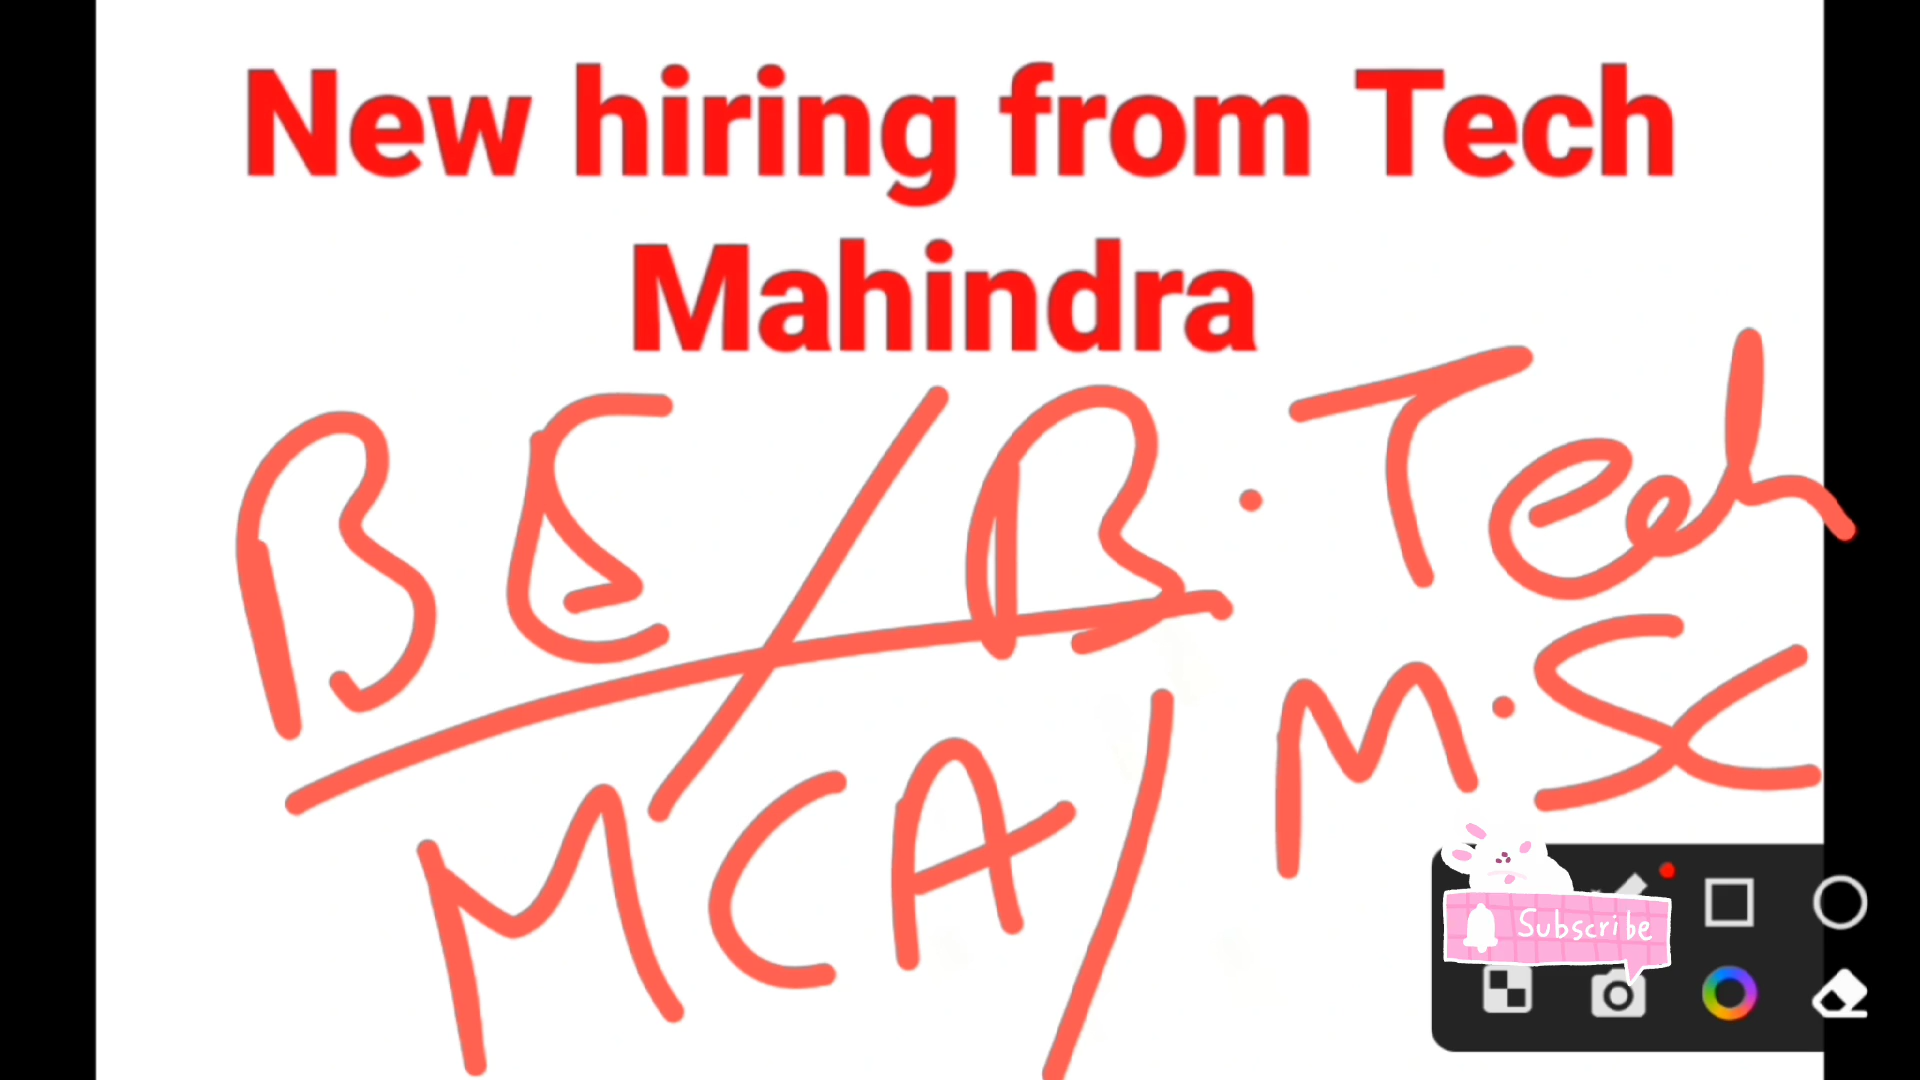 New hiring from Tech
Mahindra
BE/B.Tech
MCA/M.SC
Subscribe